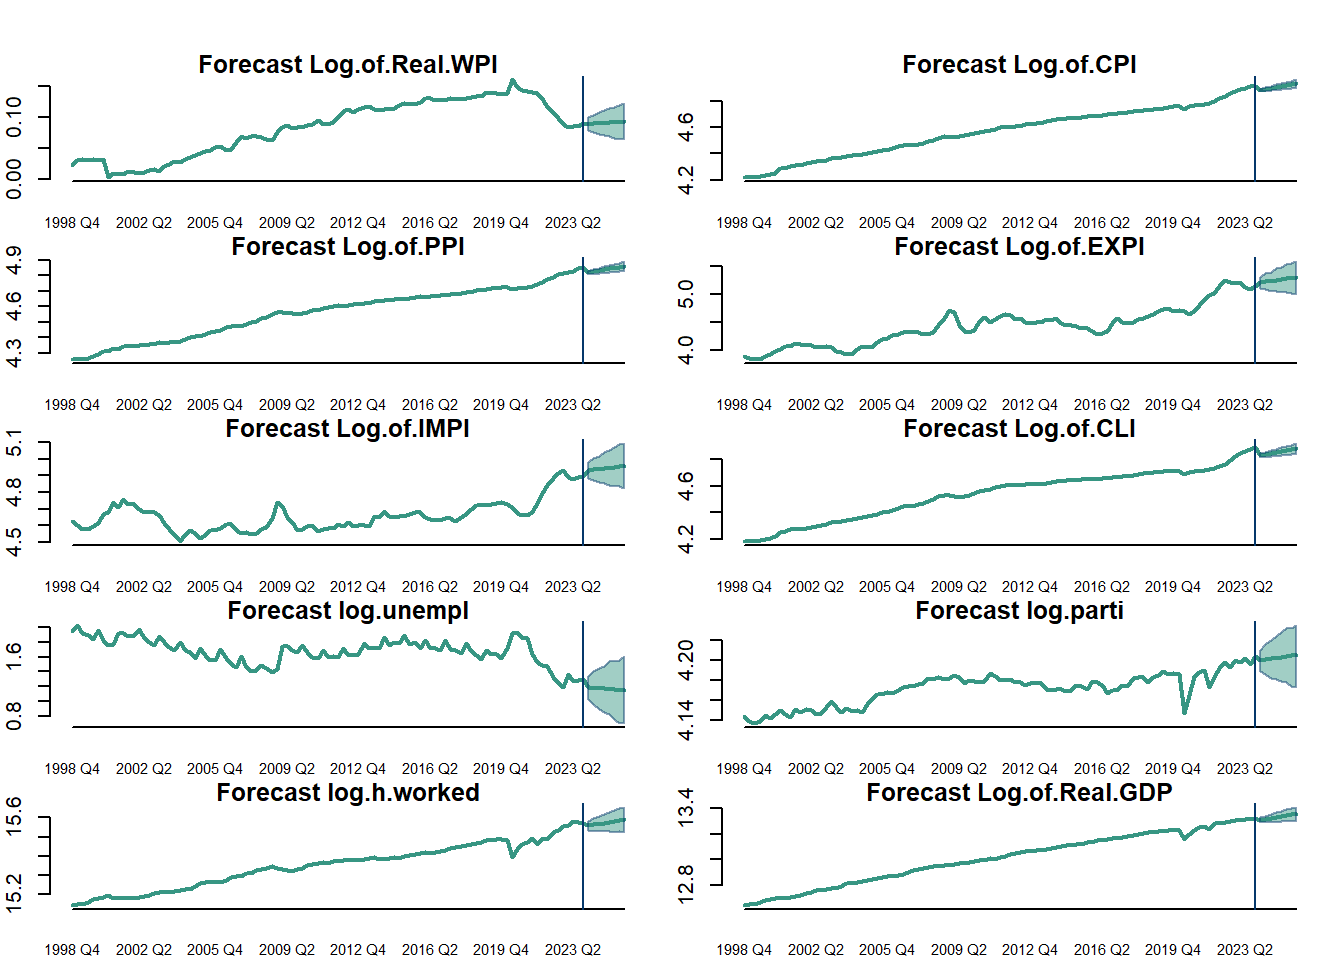 Forecast Log.of.Real.WPI
0.10
0.00
1998 Q4 2002 Q2 2005 Q4 2009 Q2 2012 Q4 2016 Q2 2019 Q4 2023 Q2
Forecast Log.of.CPI
4.6
4.2
1998 Q4 2002 Q2 2005 Q4 2009 Q2 2012 Q4 2016 Q2 2019 Q4 2023 Q2
Forecast Log.of.PPI
4.9
4.6
4.3
1998 Q4 2002 Q2 2005 Q4 2009 Q2 2012 Q4 2016 Q2 2019 Q4 2023 Q2
Forecast Log.of.EXPI
5.0
4.0
1998 Q4 2002 Q2 2005 Q4 2009 Q2 2012 Q4 2016 Q2 2019 Q4 2023 Q2
Forecast Log.of.IMPI
5.1
4.8
4.5
1998 Q4 2002 Q2 2005 Q4 2009 Q2 2012 Q4 2016 Q2 2019 Q4 2023 Q2
Forecast Log.of.CLI
4.6
4.2
1998 Q4 2002 Q2 2005 Q4 2009 Q2 2012 Q4 2016 Q2 2019 Q4 2023 Q2
Forecast log.unempl
1.6
0.8
1998 Q4 2002 Q2 2005 Q4 2009 Q2 2012 Q4 2016 Q2 2019 Q4 2023 Q2
Forecast log.parti
4.20
4.14
1998 Q4 2002 Q2 2005 Q4 2009 Q2 2012 Q4 2016 Q2 2019 Q4 2023 Q2
Forecast log.h.worked
15.6
15.2
1998 Q4 2002 Q2 2005 Q4 2009 Q2 2012 Q4 2016 Q2 2019 Q4 2023 Q2
Forecast Log.of.Real.GDP
13.4
12.8
1998 Q4 2002 Q2 2005 Q4 2009 Q2 2012 Q4 2016 Q2 2019 Q4 2023 Q2